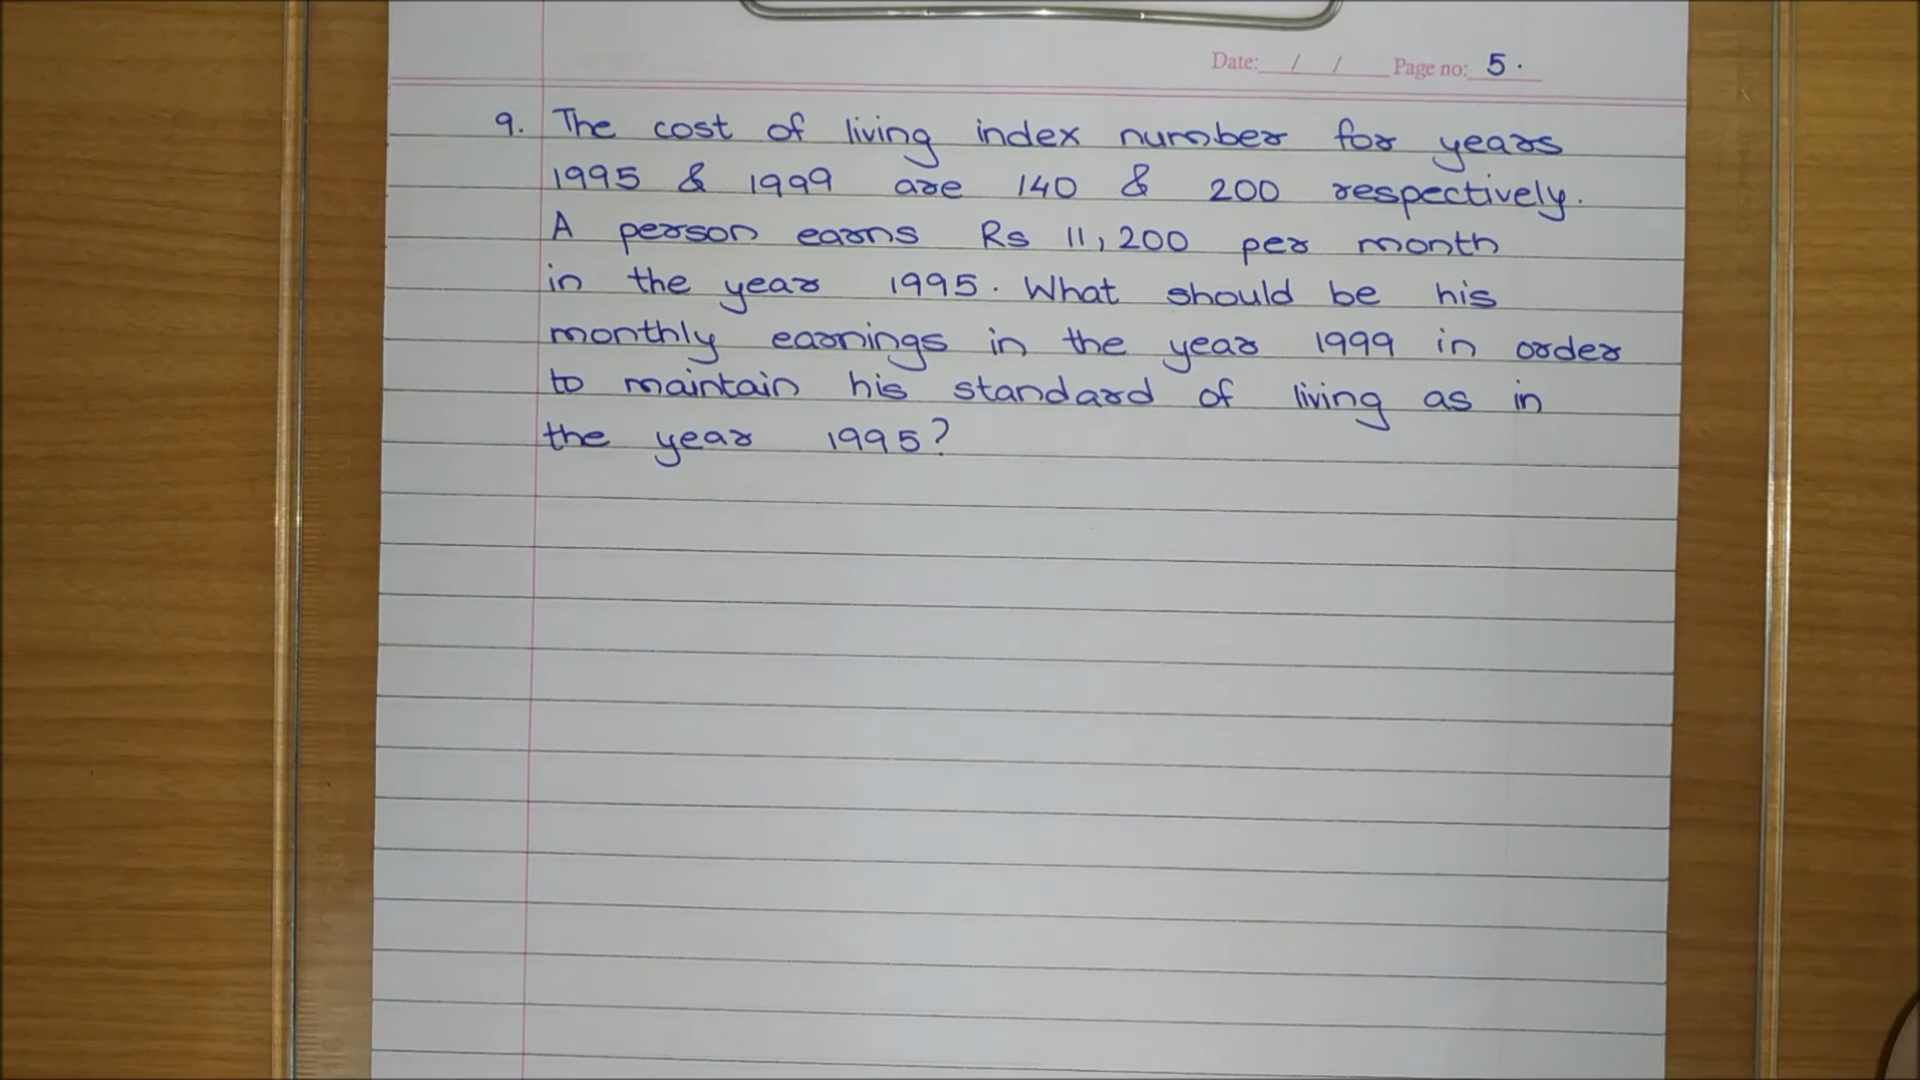 Date: / / Page no: 5.
9. The cost of living index number for years
1995 & 1999 are 140 & 200 respectively.
A person earns Rs 11,200 per month
in the year 1995. What should be his
monthly earnings in the year 1999 in order
to maintain his standard of living as in
the year 1995?